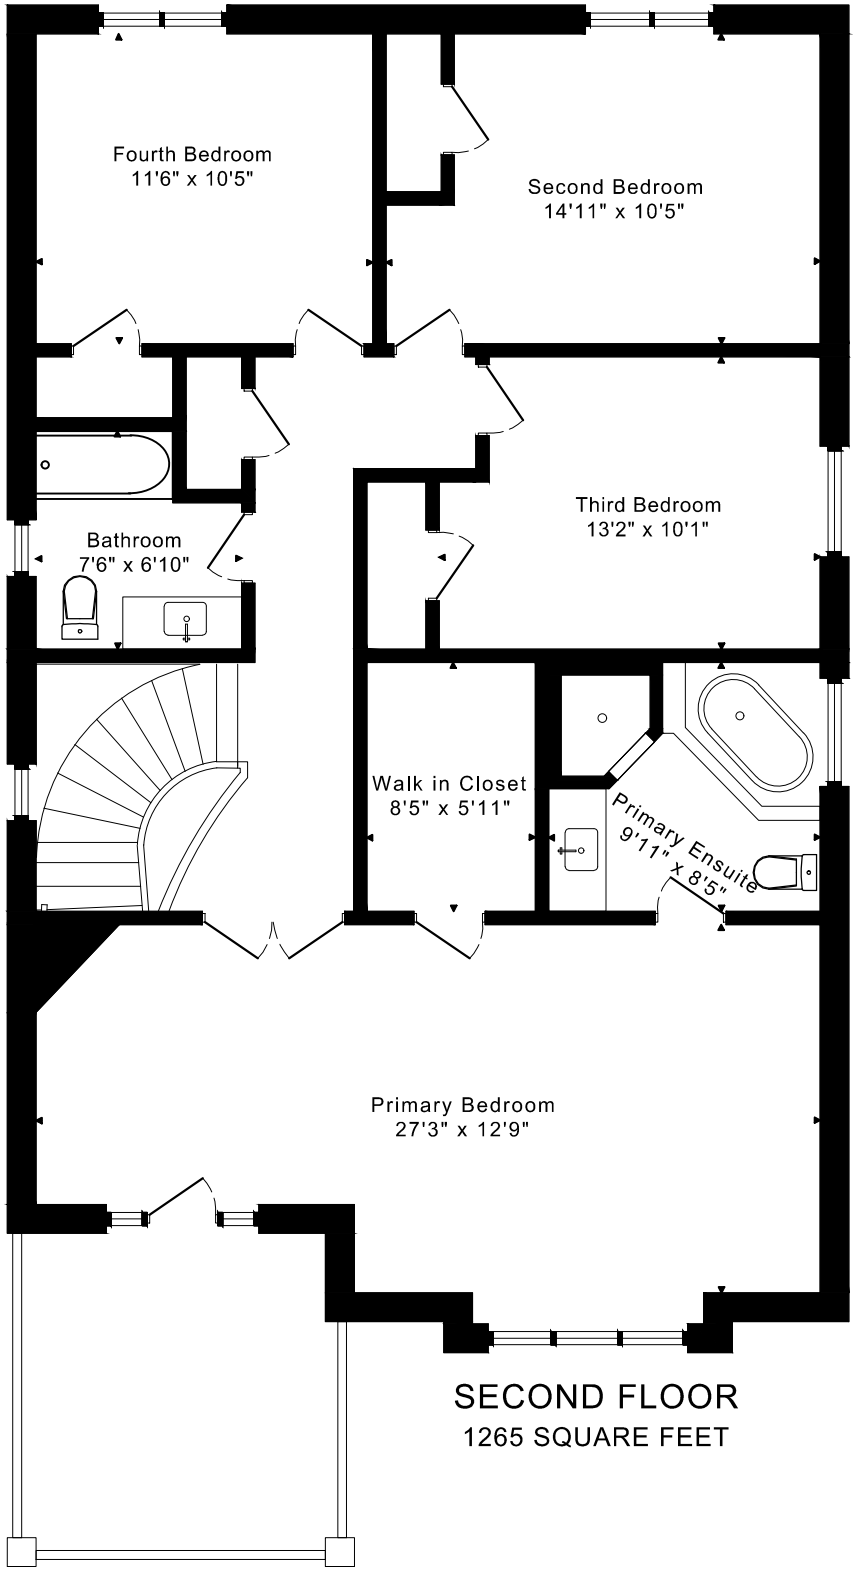 Fourth Bedroom
11'6" x 10'5"
Second Bedroom
14'11" x 10'5"
Third Bedroom
13'2" x 10'1"
Bathroom
7'6" x 6'10"
Walk in Closet
8'5" x 5'11"
Primary Ensuite
9'11" x 8'5"
Primary Bedroom
27'3" x 12'9"
SECOND FLOOR
1265 SQUARE FEET